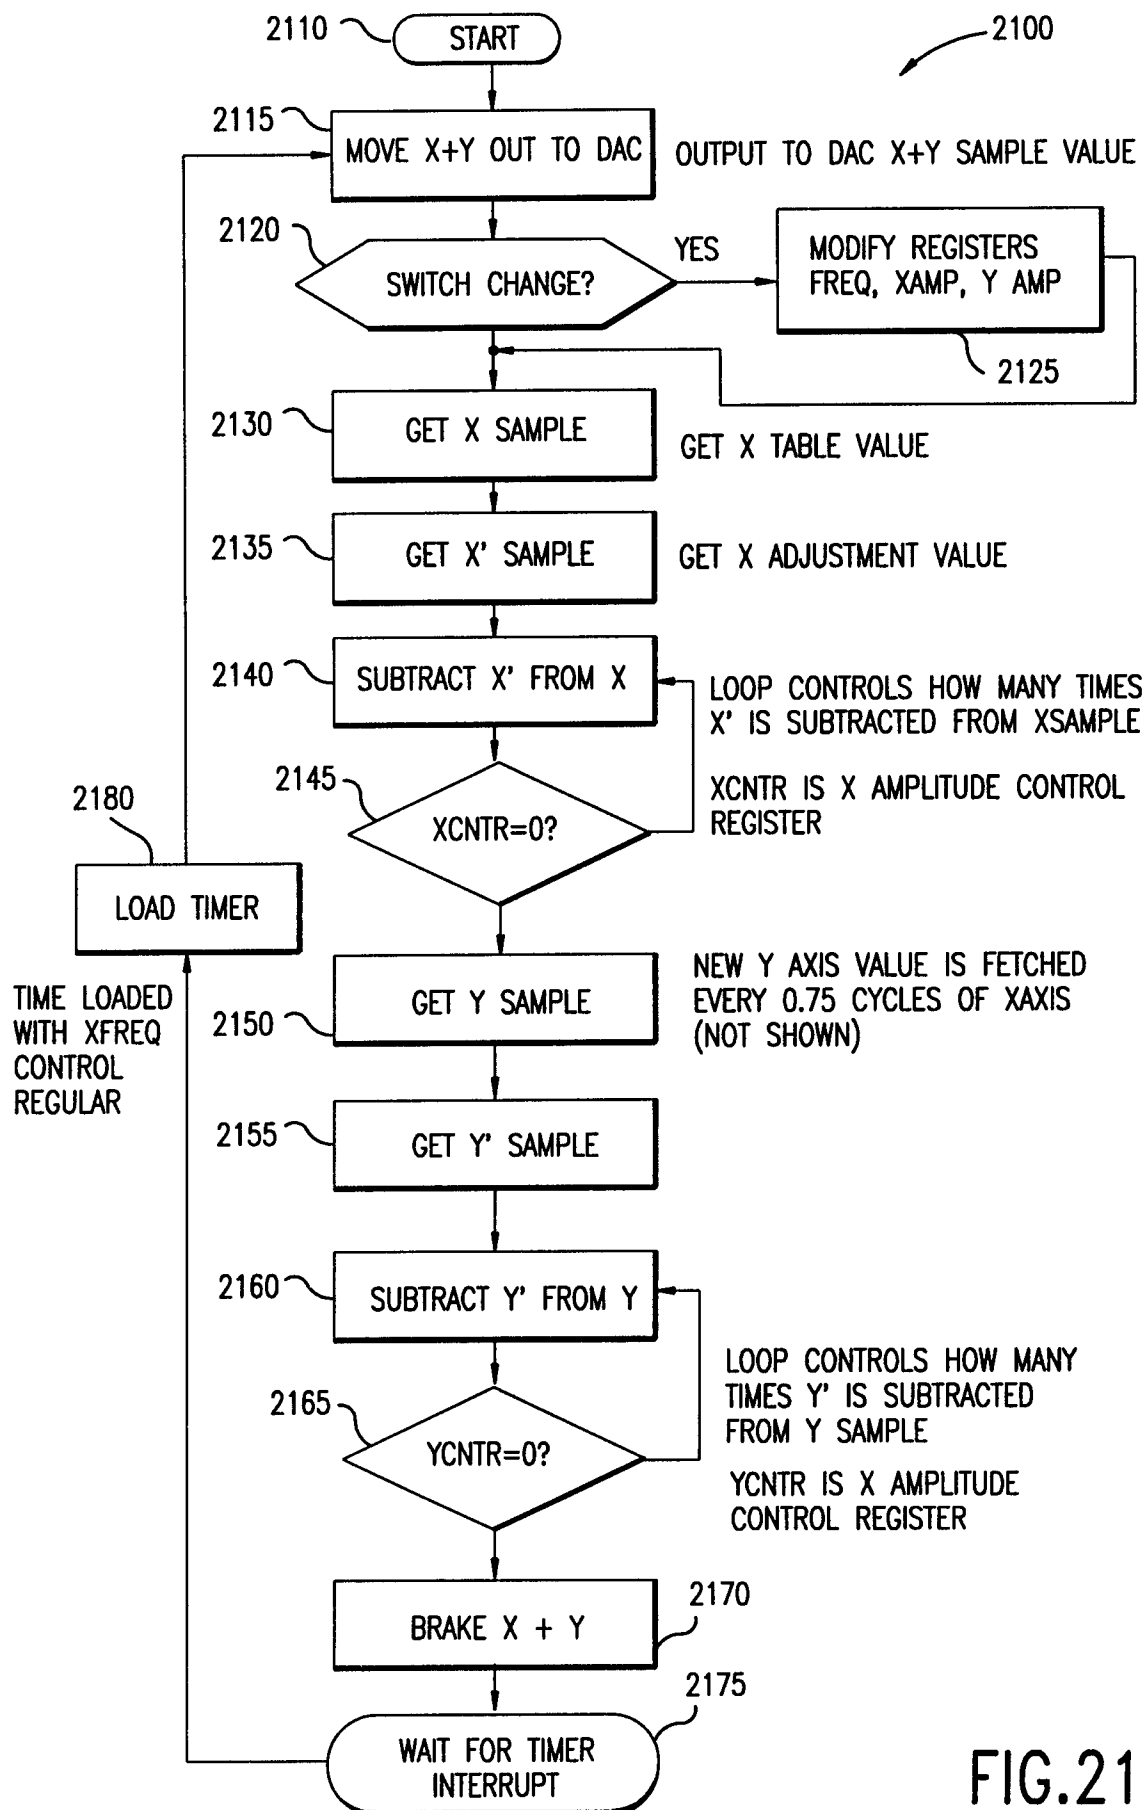 2110
START
2100
2115
MOVE X+Y OUT TO DAC
OUTPUT TO DAC X+Y SAMPLE VALUE
2120
SWITCH CHANGE?
YES
MODIFY REGISTERS
FREQ, XAMP, Y AMP
2125
2130
GET X SAMPLE
GET X TABLE VALUE
2135
GET X' SAMPLE
GET X ADJUSTMENT VALUE
2140
SUBTRACT X' FROM X
LOOP CONTROLS HOW MANY TIMES
X' IS SUBTRACTED FROM XSAMPLE
2145
XCNTR=0?
XCNTR IS X AMPLITUDE CONTROL
REGISTER
2180
LOAD TIMER
TIME LOADED
WITH XFREQ
CONTROL
REGULAR
2150
GET Y SAMPLE
NEW Y AXIS VALUE IS FETCHED
EVERY 0.75 CYCLES OF XAXIS
(NOT SHOWN)
2155
GET Y' SAMPLE
2160
SUBTRACT Y' FROM Y
LOOP CONTROLS HOW MANY
TIMES Y' IS SUBTRACTED
FROM Y SAMPLE
2165
YCNTR=0?
YCNTR IS X AMPLITUDE
CONTROL REGISTER
BRAKE X + Y
2170
2175
WAIT FOR TIMER
INTERRUPT
FIG.21